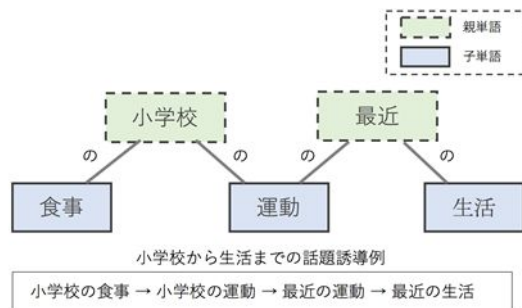 親単語
子単語
小学校
最近
の
の
の
の
食事
運動
生活
小学校から生活までの話題誘導例
小学校の食事 → 小学校の運動 → 最近の運動 → 最近の生活